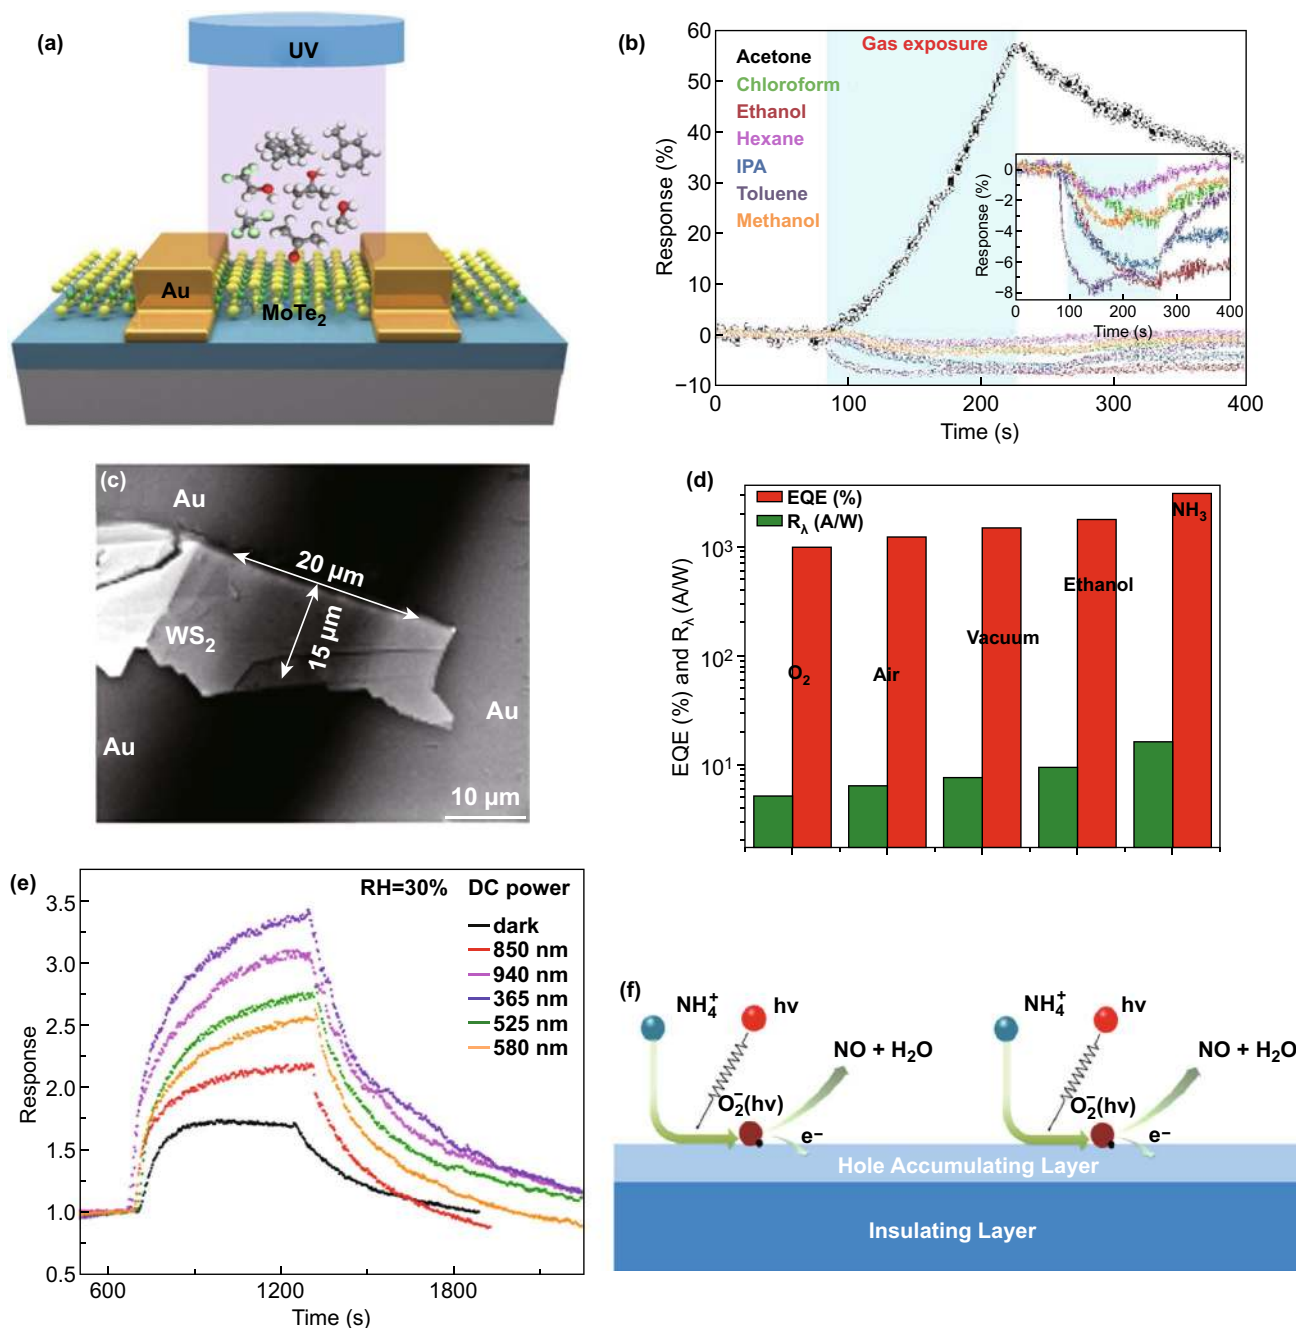 (a)
UV
Au
MoTe₂
(b)
Gas exposure
Acetone
Chloroform
Ethanol
Hexane
IPA
Toluene
Methanol
Response (%)
60
50
40
30
20
10
0
−10
0
100
200
300
400
Time (s)
Response (%)
0
−2
−4
−6
−8
0
100
200
300
400
Time (s)
(c)
Au
20 μm
15 μm
WS₂
Au
Au
10 μm
(d)
EQE (%)
R_λ (A/W)
EQE (%) and R_λ (A/W)
10³
10²
10¹
O₂
Air
Vacuum
Ethanol
NH₃
(e)
RH=30% DC power
dark
850 nm
940 nm
365 nm
525 nm
580 nm
Response
3.5
3.0
2.5
2.0
1.5
1.0
0.5
600
1200
1800
Time (s)
(f)
NH₄⁺
hv
NO + H₂O
O₂⁻(hv)
e⁻
NH₄⁺
hv
NO + H₂O
O₂⁻(hv)
e⁻
Hole Accumulating Layer
Insulating Layer